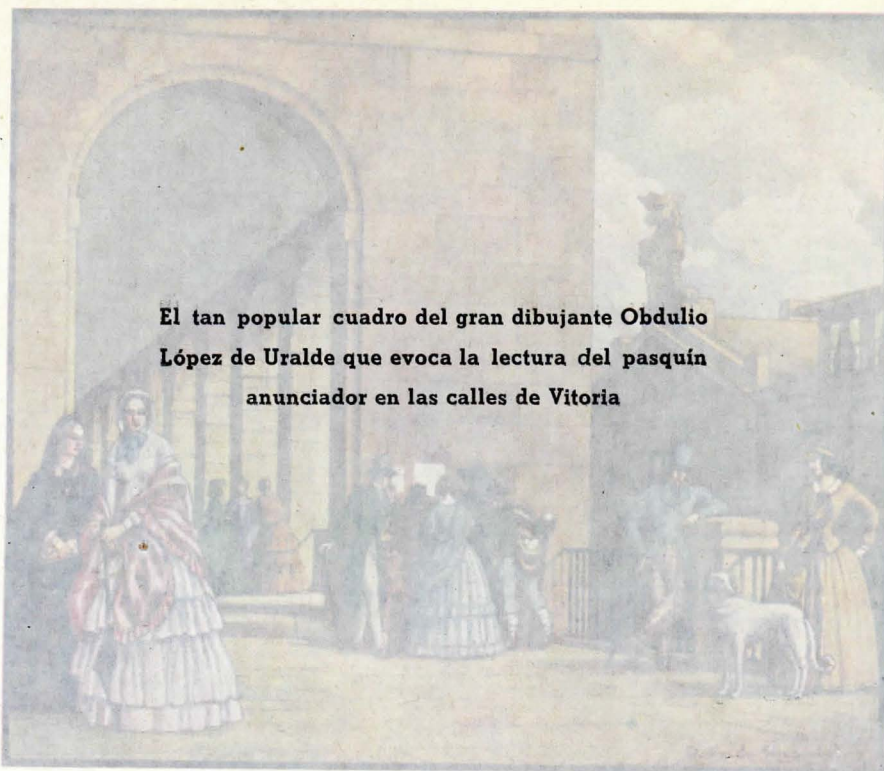 El tan popular cuadro del gran dibujante Obdulio
López de Uralde que evoca la lectura del pasquín
anunciador en las calles de Vitoria